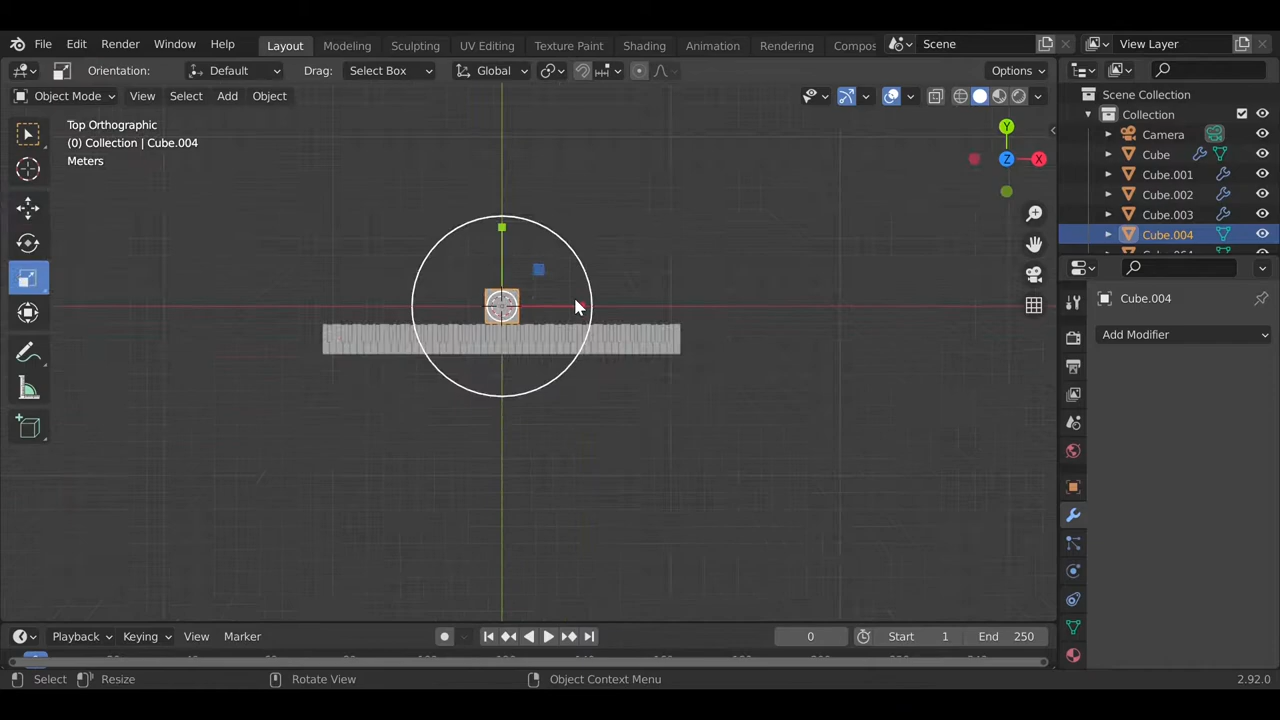 File Edit Render Window Help Layout Modeling Sculpting UV Editing Texture Paint Shading Animation Rendering Compos Scene View Layer
Orientation: Default Drag: Select Box Global Options
Object Mode View Select Add Object
Top Orthographic
(0) Collection | Cube.004
Meters
Y
Z X
Scene Collection
Collection
Camera
Cube
Cube.001
Cube.002
Cube.003
Cube.004
Cube.004
Add Modifier
Playback Keying View Marker 0 Start 1 End 250
Select Resize Rotate View Object Context Menu 2.92.0